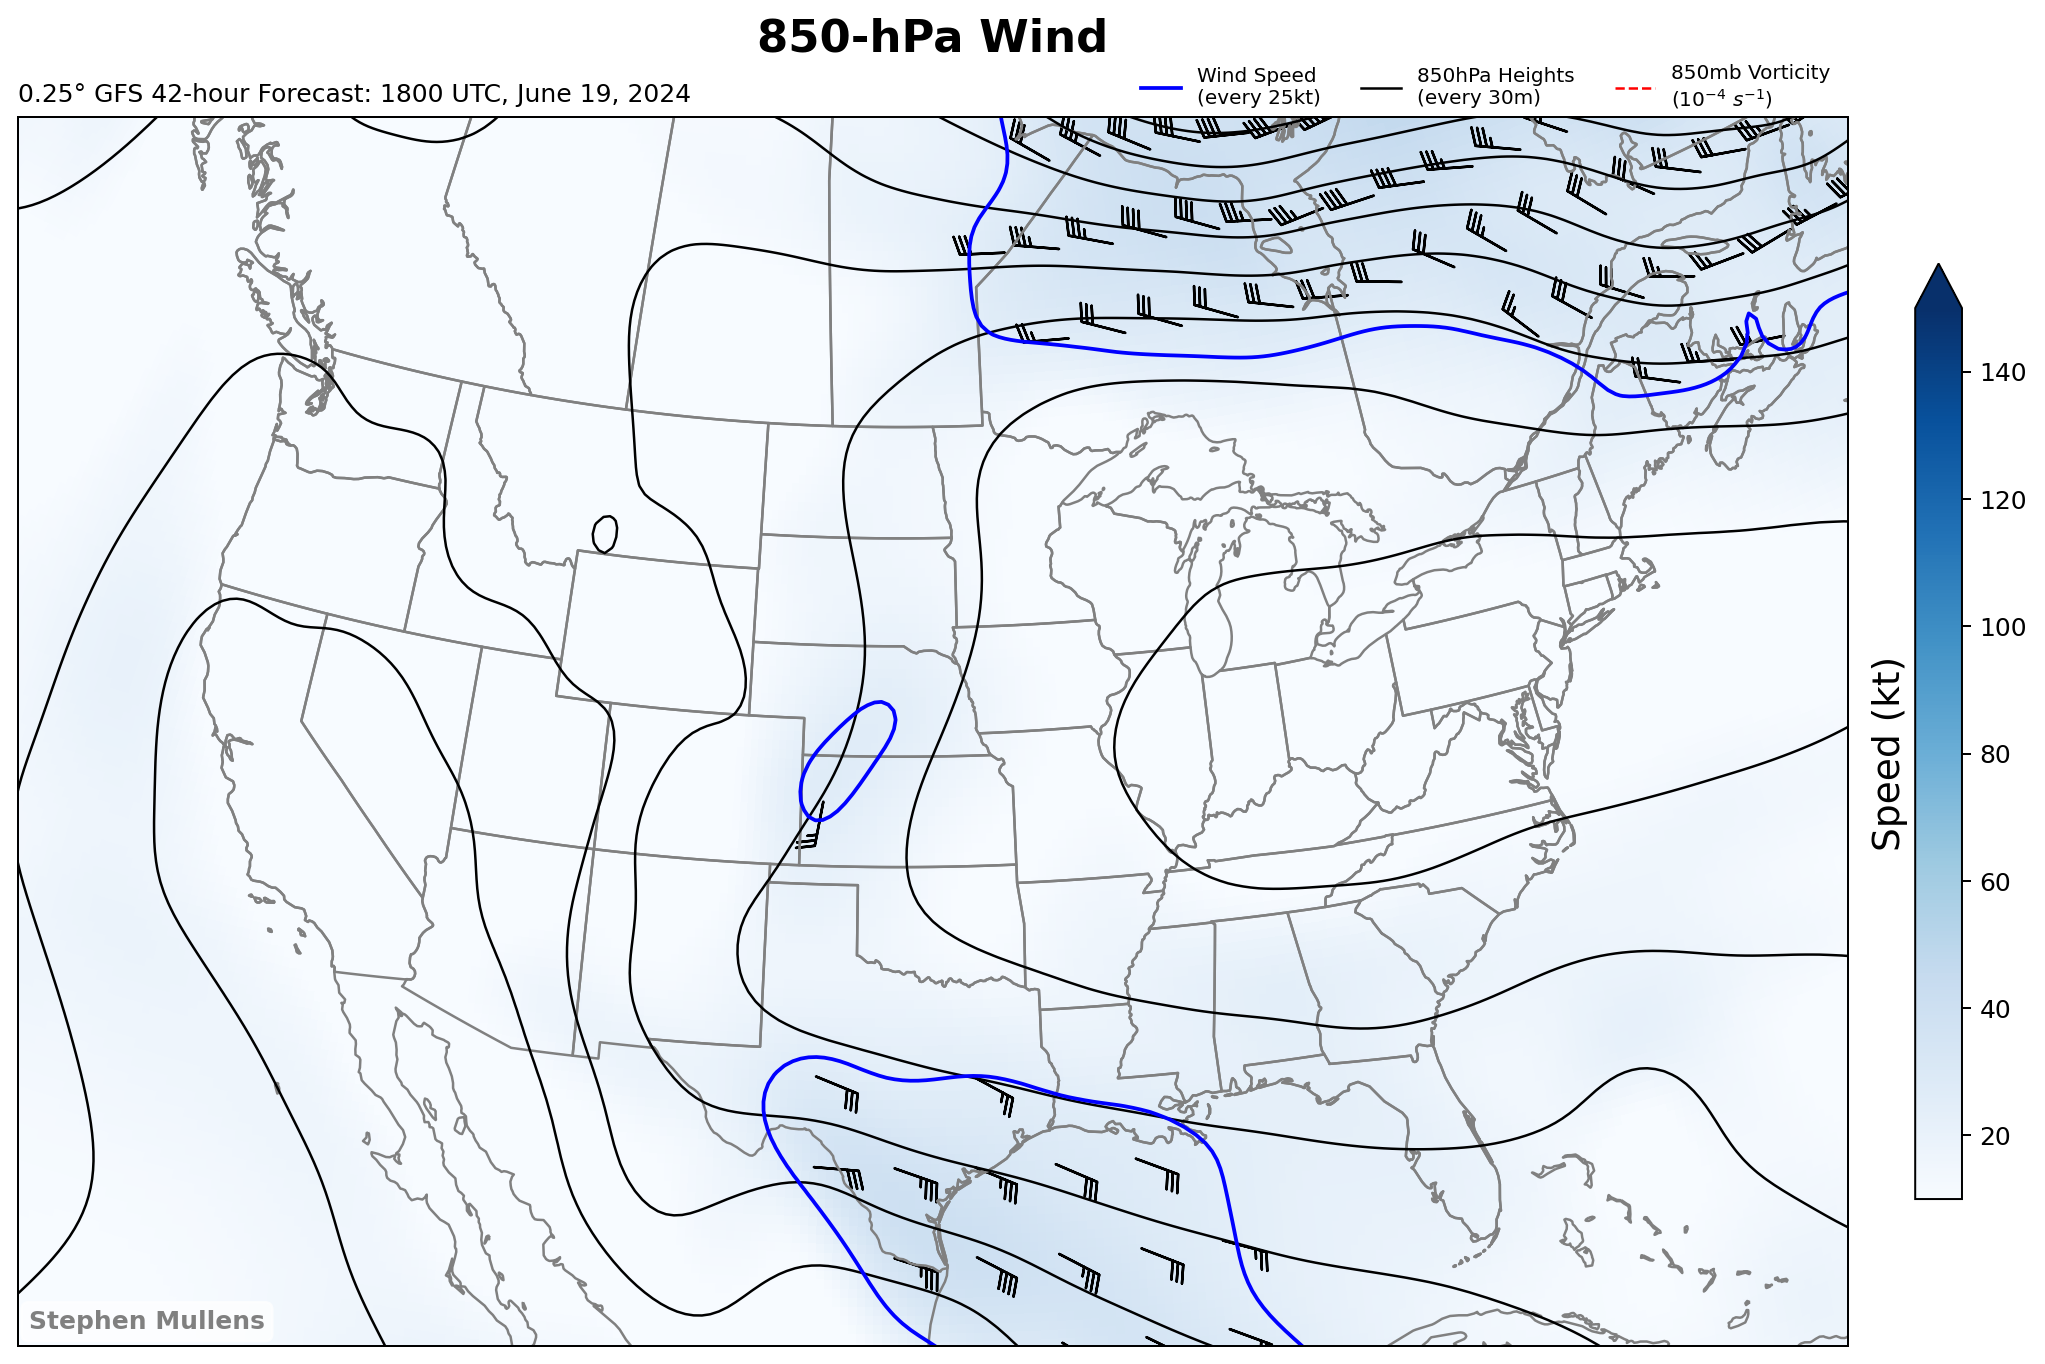 850-hPa Wind
0.25° GFS 42-hour Forecast: 1800 UTC, June 19, 2024
Wind Speed
(every 25kt)
850hPa Heights
(every 30m)
850mb Vorticity
(10⁻⁴ s⁻¹)
140
120
100
80
60
40
20
Speed (kt)
Stephen Mullens